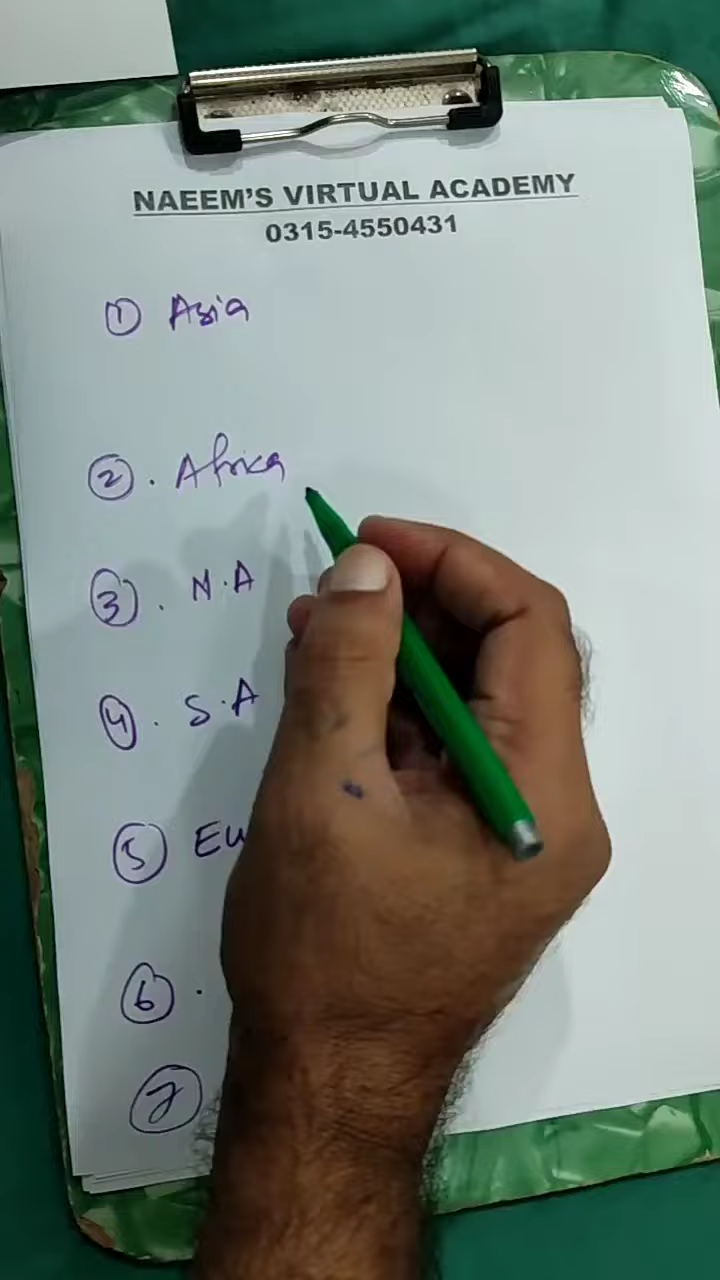 NAEEM'S VIRTUAL ACADEMY
0315-4550431
① Asia
② . Africa
③ . N.A
④ . S.A
⑤ Eu
⑥ .
⑦